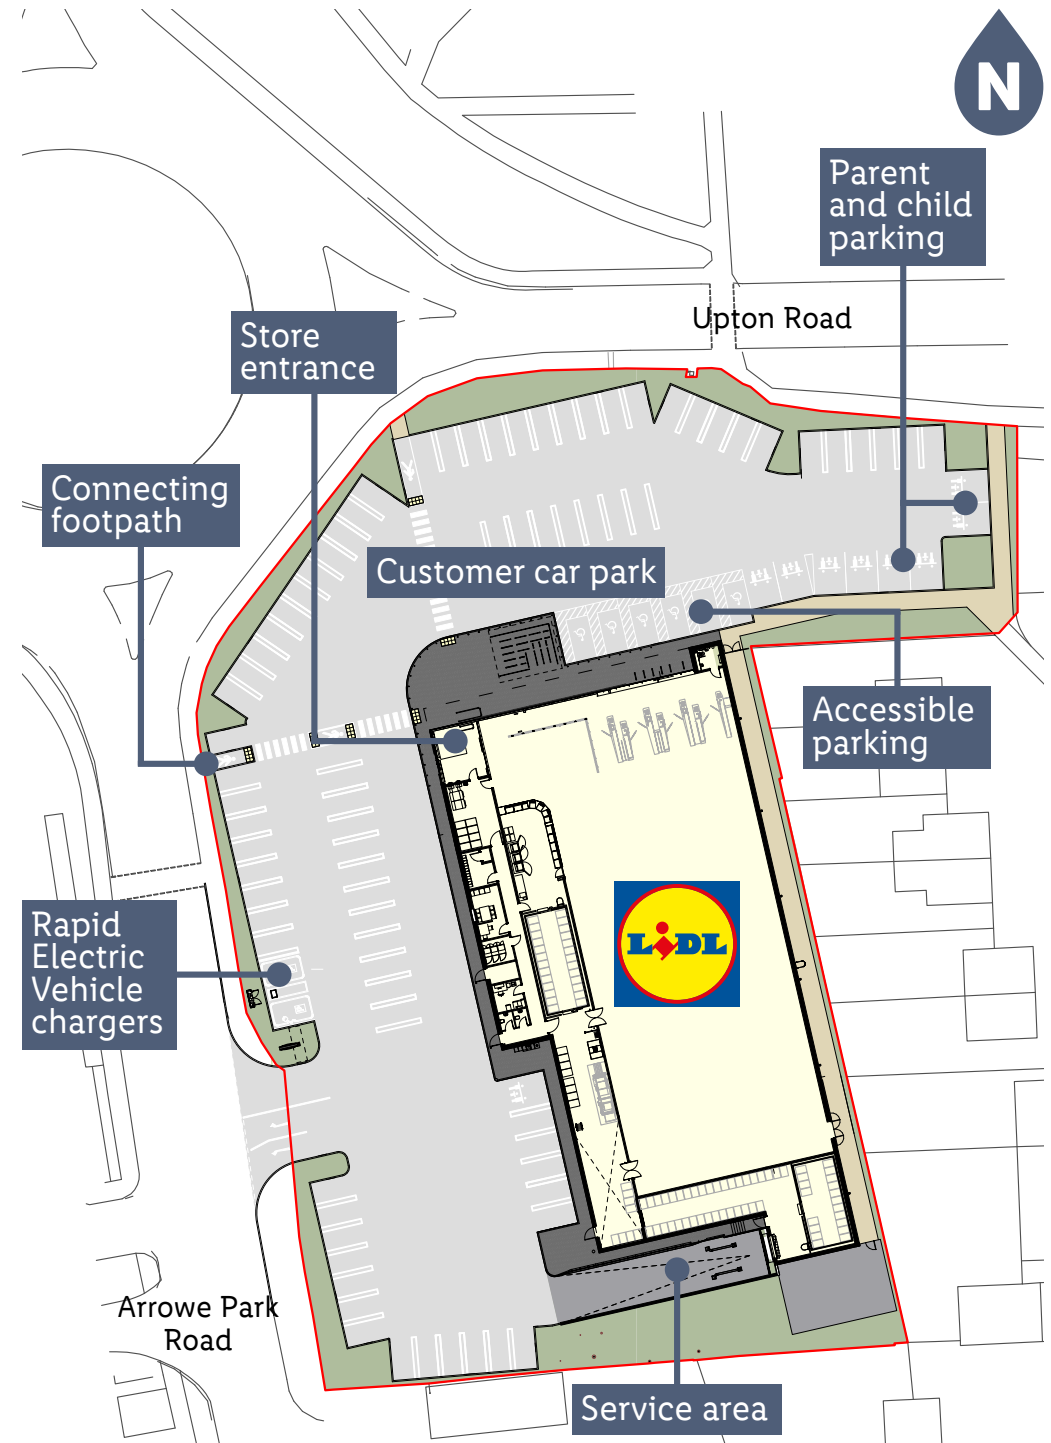 N
Parent
and child
parking
Upton Road
Store
entrance
Connecting
footpath
Customer car park
Accessible
parking
Rapid
Electric
Vehicle
chargers
LIDL
Arrowe Park
Road
Service area